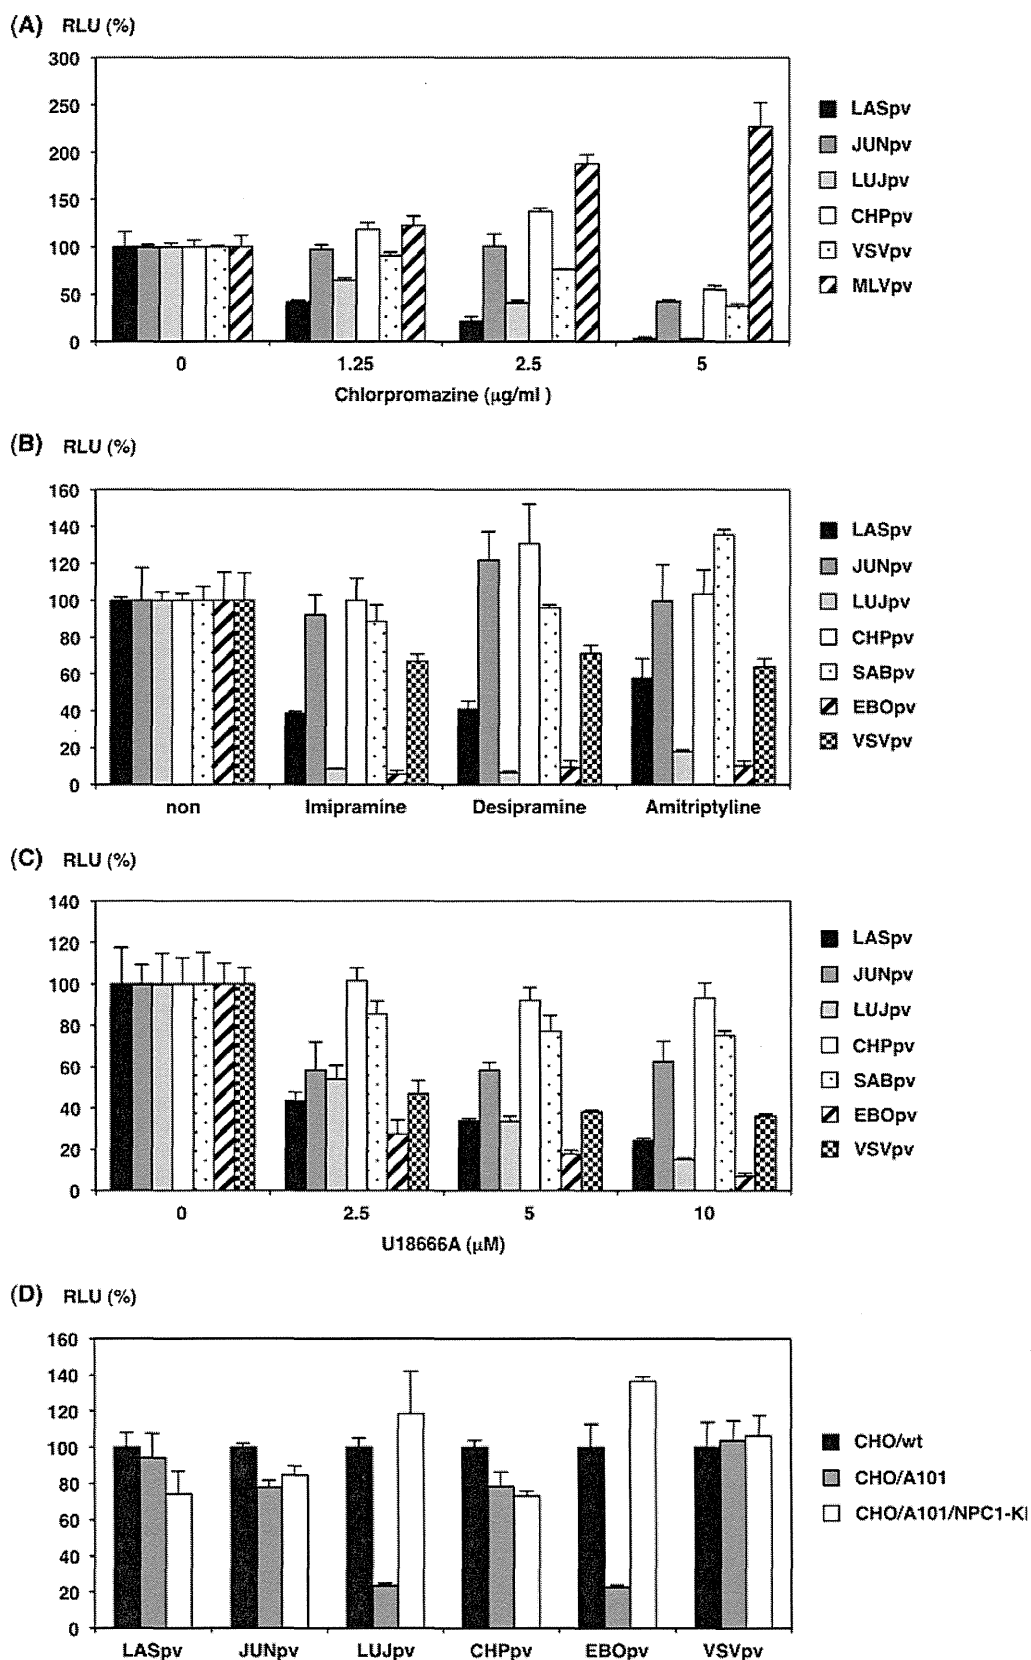 (A) RLU (%)
300
250
200
150
100
50
0
0 1.25 2.5 5
Chlorpromazine (μg/ml )
LASpv
JUNpv
LUJpv
CHPpv
VSVpv
MLVpv
(B) RLU (%)
160
140
120
100
80
60
40
20
0
non Imipramine Desipramine Amitriptyline
LASpv
JUNpv
LUJpv
CHPpv
SABpv
EBOpv
VSVpv
(C) RLU (%)
140
120
100
80
60
40
20
0
0 2.5 5 10
U18666A (μM)
LASpv
JUNpv
LUJpv
CHPpv
SABpv
EBOpv
VSVpv
(D) RLU (%)
160
140
120
100
80
60
40
20
0
LASpv JUNpv LUJpv CHPpv EBOpv VSVpv
CHO/wt
CHO/A101
CHO/A101/NPC1-KI